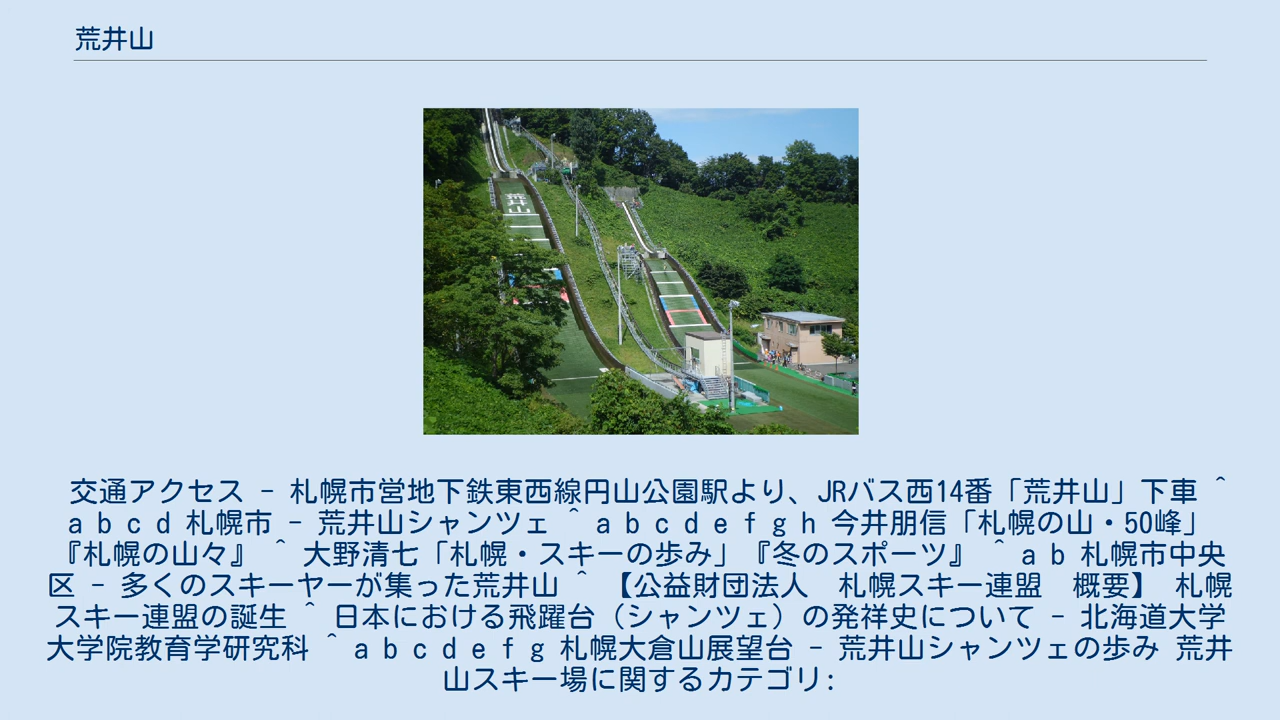 荒井山
荒井山
交通アクセス - 札幌市営地下鉄東西線円山公園駅より、JRバス西14番「荒井山」下車 ^
a b c d 札幌市 - 荒井山シャンツェ ^ a b c d e f g h 今井朋信「札幌の山・50峰」
『札幌の山々』 ^ 大野清七「札幌・スキーの歩み」『冬のスポーツ』 ^ a b 札幌市中央
区 - 多くのスキーヤーが集った荒井山 ^ 【公益財団法人　札幌スキー連盟　概要】 札幌
スキー連盟の誕生 ^ 日本における飛躍台（シャンツェ）の発祥史について - 北海道大学
大学院教育学研究科 ^ a b c d e f g 札幌大倉山展望台 - 荒井山シャンツェの歩み 荒井
山スキー場に関するカテゴリ: